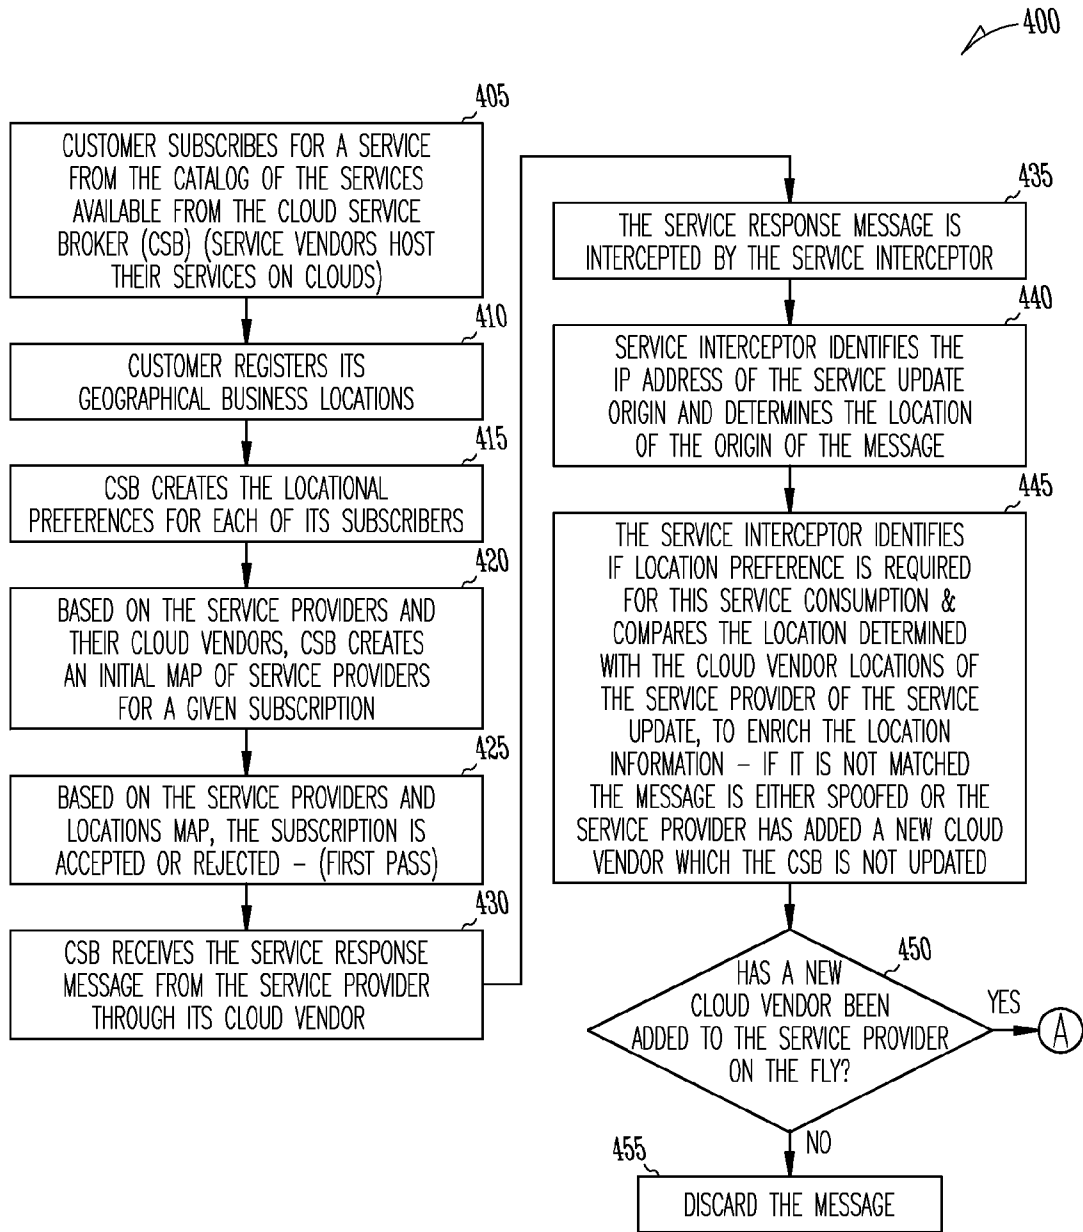 400
405
CUSTOMER SUBSCRIBES FOR A SERVICE
FROM THE CATALOG OF THE SERVICES
AVAILABLE FROM THE CLOUD SERVICE
BROKER (CSB) (SERVICE VENDORS HOST
THEIR SERVICES ON CLOUDS)
410
CUSTOMER REGISTERS ITS
GEOGRAPHICAL BUSINESS LOCATIONS
415
CSB CREATES THE LOCATIONAL
PREFERENCES FOR EACH OF ITS SUBSCRIBERS
420
BASED ON THE SERVICE PROVIDERS AND
THEIR CLOUD VENDORS, CSB CREATES
AN INITIAL MAP OF SERVICE PROVIDERS
FOR A GIVEN SUBSCRIPTION
425
BASED ON THE SERVICE PROVIDERS AND
LOCATIONS MAP, THE SUBSCRIPTION IS
ACCEPTED OR REJECTED – (FIRST PASS)
430
CSB RECEIVES THE SERVICE RESPONSE
MESSAGE FROM THE SERVICE PROVIDER
THROUGH ITS CLOUD VENDOR
435
THE SERVICE RESPONSE MESSAGE IS
INTERCEPTED BY THE SERVICE INTERCEPTOR
440
SERVICE INTERCEPTOR IDENTIFIES THE
IP ADDRESS OF THE SERVICE UPDATE
ORIGIN AND DETERMINES THE LOCATION
OF THE ORIGIN OF THE MESSAGE
445
THE SERVICE INTERCEPTOR IDENTIFIES
IF LOCATION PREFERENCE IS REQUIRED
FOR THIS SERVICE CONSUMPTION &
COMPARES THE LOCATION DETERMINED
WITH THE CLOUD VENDOR LOCATIONS OF
THE SERVICE PROVIDER OF THE SERVICE
UPDATE, TO ENRICH THE LOCATION
INFORMATION – IF IT IS NOT MATCHED
THE MESSAGE IS EITHER SPOOFED OR THE
SERVICE PROVIDER HAS ADDED A NEW CLOUD
VENDOR WHICH THE CSB IS NOT UPDATED
450
HAS A NEW
CLOUD VENDOR BEEN
ADDED TO THE SERVICE PROVIDER
ON THE FLY?
YES
A
NO
455
DISCARD THE MESSAGE